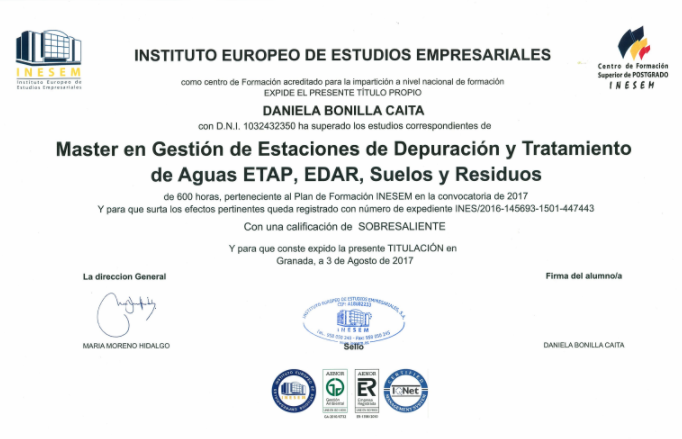 INSTITUTO EUROPEO DE ESTUDIOS EMPRESARIALES
INESEM
Instituto Europeo de
Estudios Empresariales
Centro de Formación
Superior de POSTGRADO
INESEM
como centro de Formación acreditado para la impartición a nivel nacional de formación
EXPIDE EL PRESENTE TÍTULO PROPIO
DANIELA BONILLA CAITA
con D.N.I. 1032432350 ha superado los estudios correspondientes de
Master en Gestión de Estaciones de Depuración y Tratamiento
de Aguas ETAP, EDAR, Suelos y Residuos
de 600 horas, perteneciente al Plan de Formación INESEM en la convocatoria de 2017
Y para que surta los efectos pertinentes queda registrado con número de expediente INES/2016-145693-1501-447443
Con una calificación de SOBRESALIENTE
Y para que conste expido la presente TITULACIÓN en
Granada, a 3 de Agosto de 2017
La direccion General
Firma del alumno/a
INSTITUTO EUROPEO DE ESTUDIOS EMPRESARIALES, S.A.
INESEM
Sello
MARIA MORENO HIDALGO
DANIELA BONILLA CAITA
AENOR
Gestión
Ambiental
AENOR
ER
Empresa
Registrada
CERTIFIED
IQNet
MANAGEMENT SYSTEM